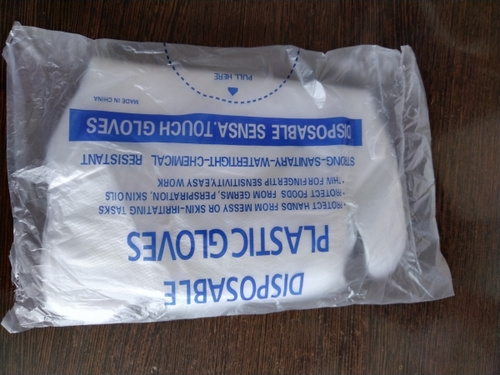 DISPOSABLE
PLASTIC GLOVES
*PROTECT HANDS FROM MESSY OR SKIN-IRRITATING TASKS
*PROTECT FOODS FROM GERMS, PERSPIRATION, SKIN OILS
*THIN FOR FINGERTIP SENSITIVITY,EASY WORK
STRONG-SANITARY-WATERTIGHT-CHEMICAL RESISTANT
DISPOSABLE SENSA.TOUCH GLOVES
MADE IN CHINA
PULL HERE